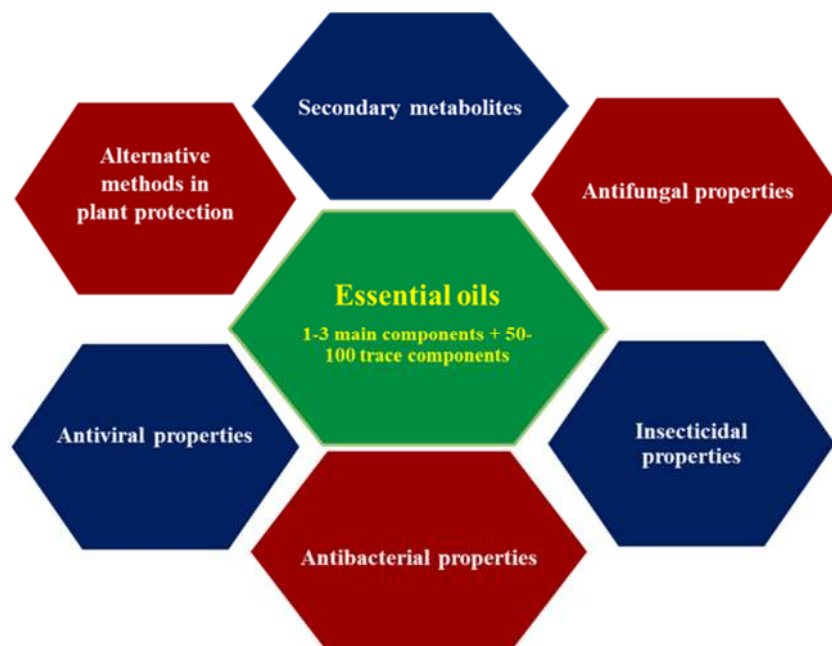 Secondary metabolites
Alternative
methods in
plant protection
Antifungal properties
Essential oils
1-3 main components + 50-
100 trace components
Antiviral properties
Insecticidal
properties
Antibacterial properties